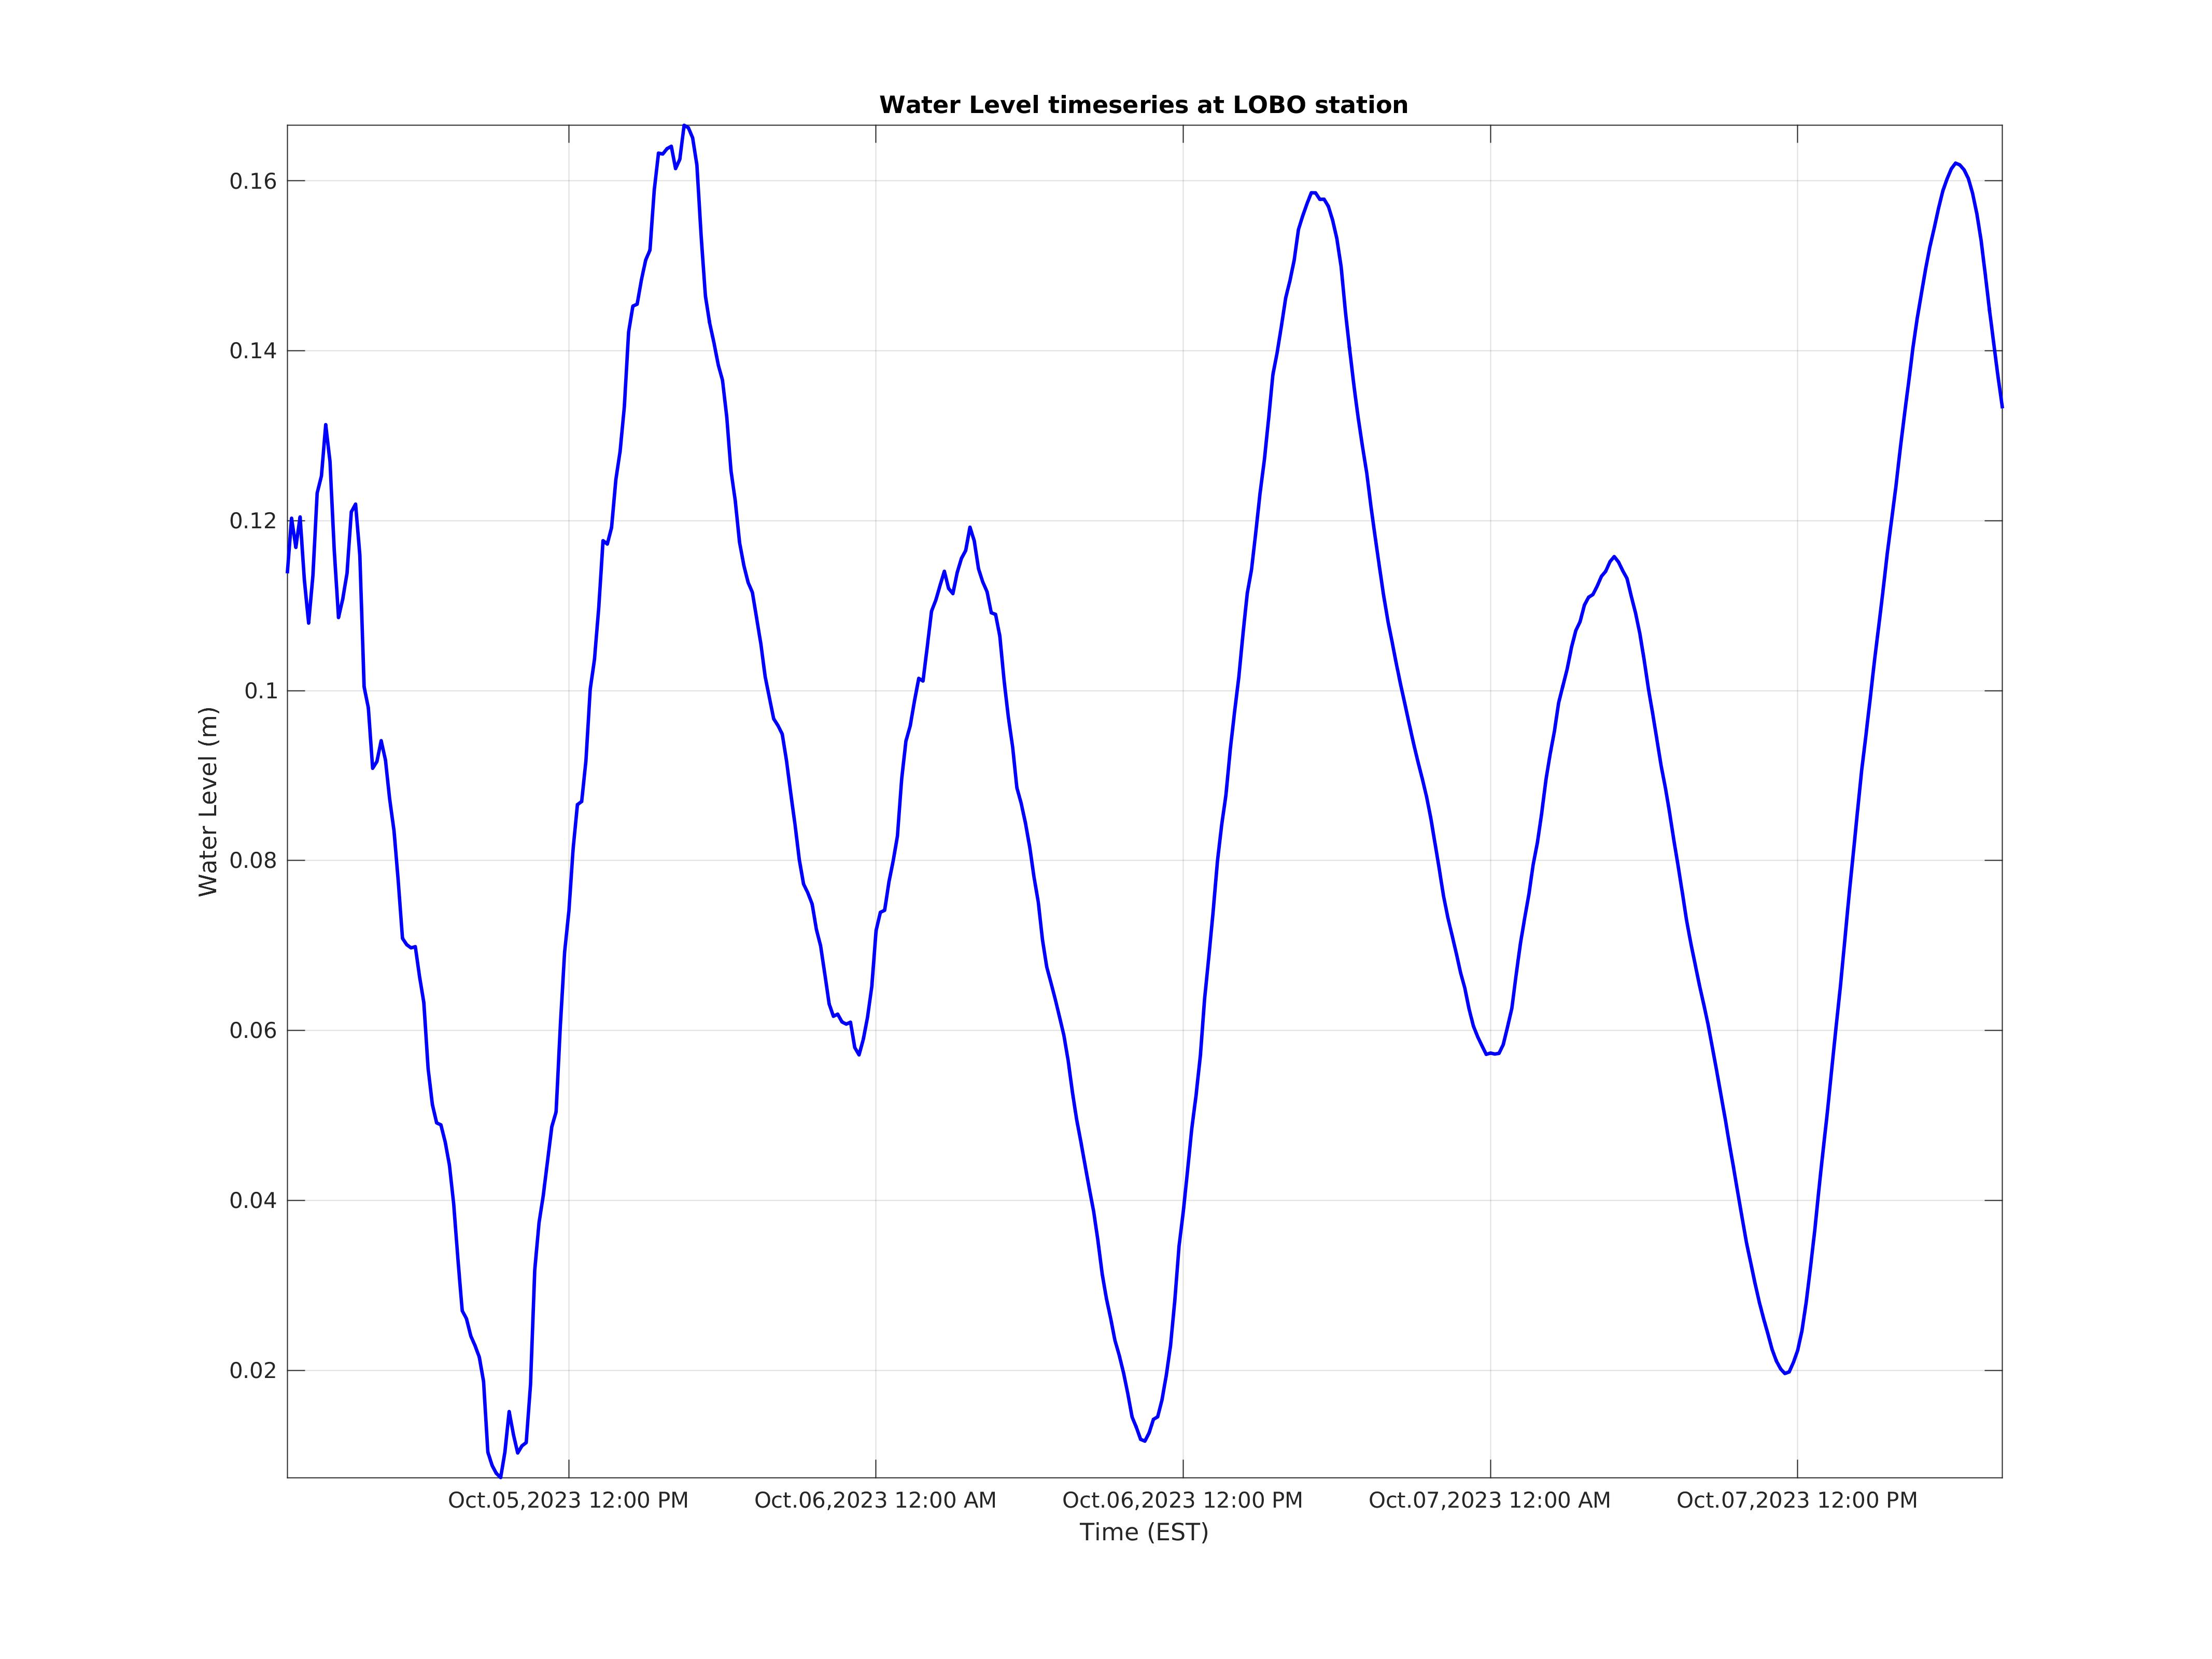 Water Level timeseries at LOBO station
0.16
0.14
0.12
0.1
0.08
0.06
0.04
0.02
Water Level (m)
Oct.05,2023 12:00 PM Oct.06,2023 12:00 AM Oct.06,2023 12:00 PM Oct.07,2023 12:00 AM Oct.07,2023 12:00 PM
Time (EST)